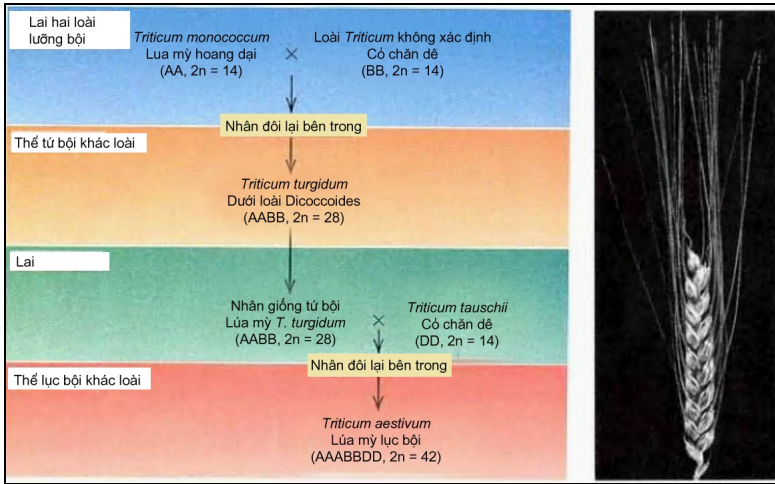 Lai hai loài
lưỡng bội
Triticum monococcum
Lua mỳ hoang dại
(AA, 2n = 14)
×
Loài Triticum không xác định
Cỏ chăn dê
(BB, 2n = 14)
Nhân đôi lại bên trong
Thể tứ bội khác loài
Triticum turgidum
Dưới loài Dicoccoides
(AABB, 2n = 28)
Lai
Nhân giống tứ bội
Lúa mỳ T. turgidum
(AABB, 2n = 28)
×
Triticum tauschii
Cỏ chăn dê
(DD, 2n = 14)
Nhân đôi lại bên trong
Thể lục bội khác loài
Triticum aestivum
Lúa mỳ lục bội
(AAABBDD, 2n = 42)